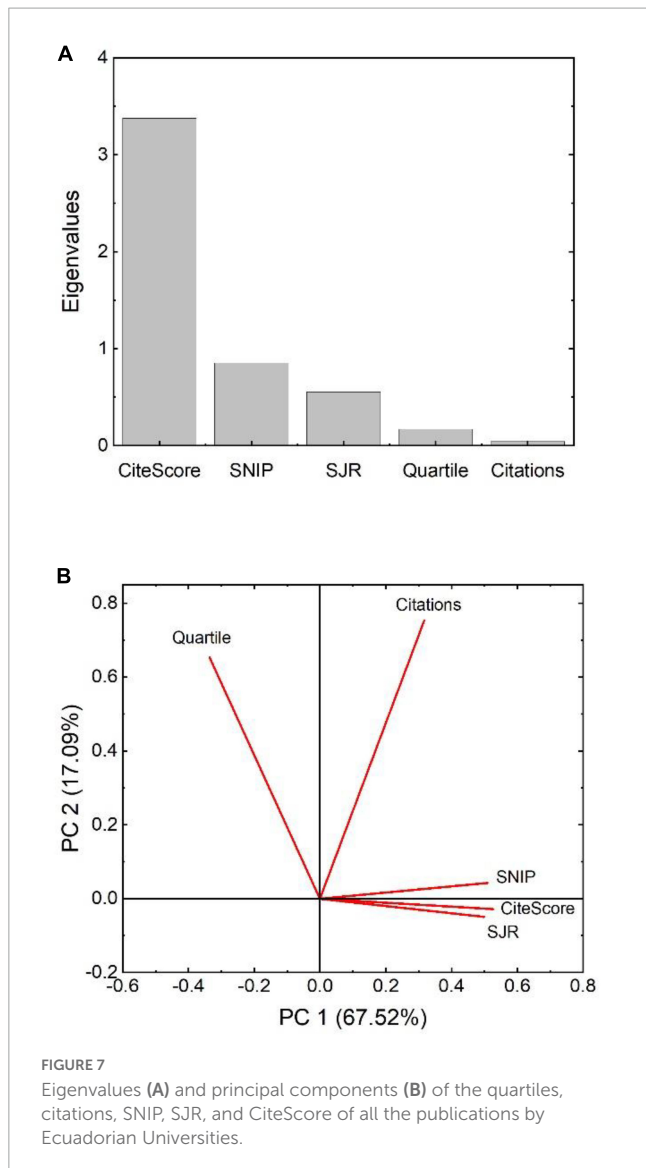 A
4
3
2
1
0
Eigenvalues
CiteScore SNIP SJR Quartile Citations
B
0.8
0.6
0.4
0.2
0.0
-0.2
PC 2 (17.09%)
Quartile
Citations
SNIP
CiteScore
SJR
-0.6 -0.4 -0.2 0.0 0.2 0.4 0.6 0.8
PC 1 (67.52%)
FIGURE 7
Eigenvalues (A) and principal components (B) of the quartiles,
citations, SNIP, SJR, and CiteScore of all the publications by
Ecuadorian Universities.